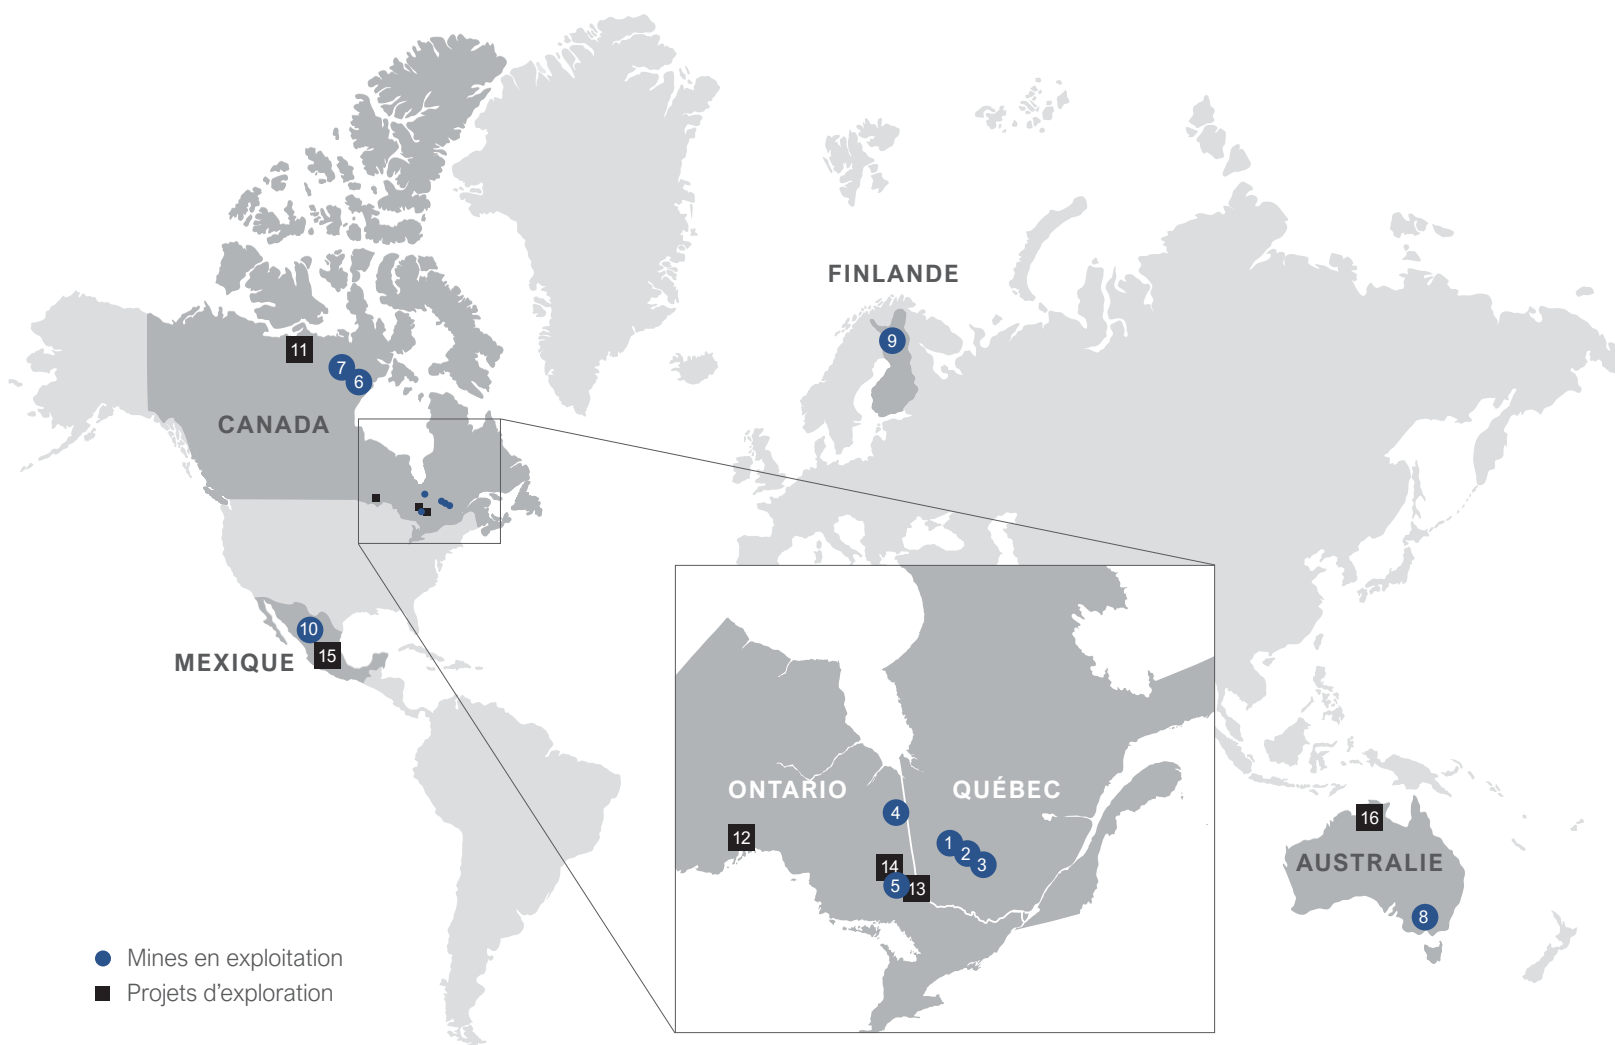 FINLANDE
9
11
7
6
CANADA
10
15
MEXIQUE
ONTARIO
QUÉBEC
4
12
1
2
3
14
5
13
16
AUSTRALIE
8
Mines en exploitation
Projets d'exploration